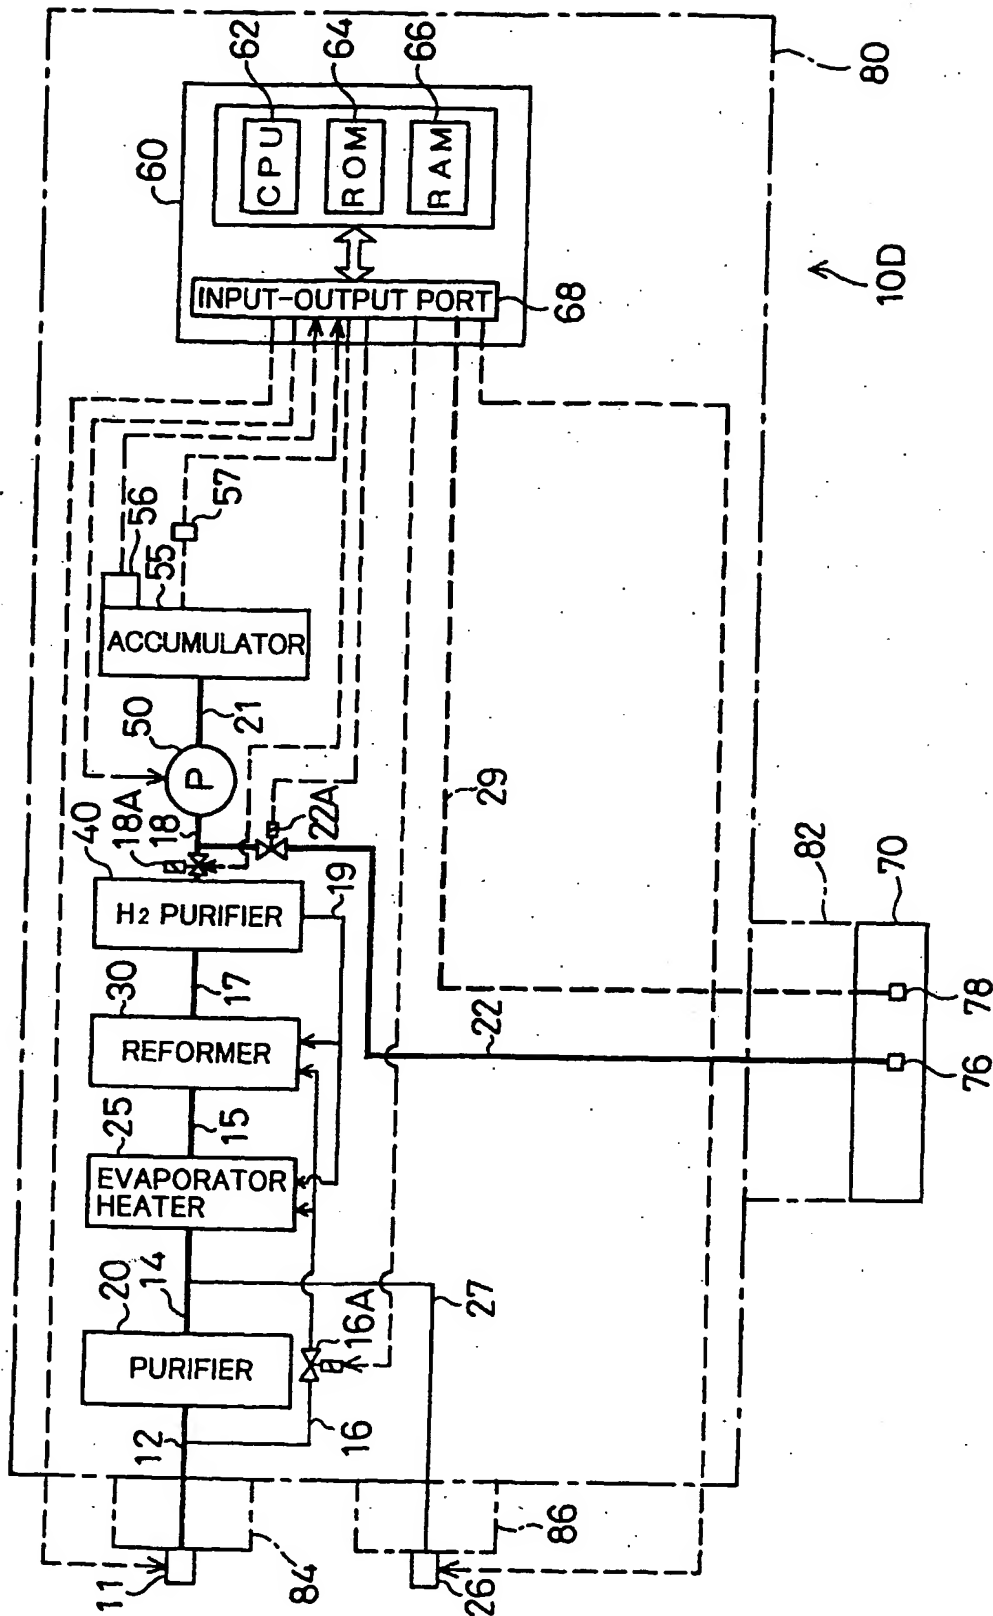 62
64
66
80
60
CPU
ROM
RAM
INPUT-OUTPUT PORT
68
10D
56
57
55
ACCUMULATOR
50
21
P
18A
18
22A
40
29
82
70
H2 PURIFIER
19
30
17
22
78
76
REFORMER
25
15
EVAPORATOR
HEATER
20
14
16A
27
PURIFIER
12
16
11
84
86
26